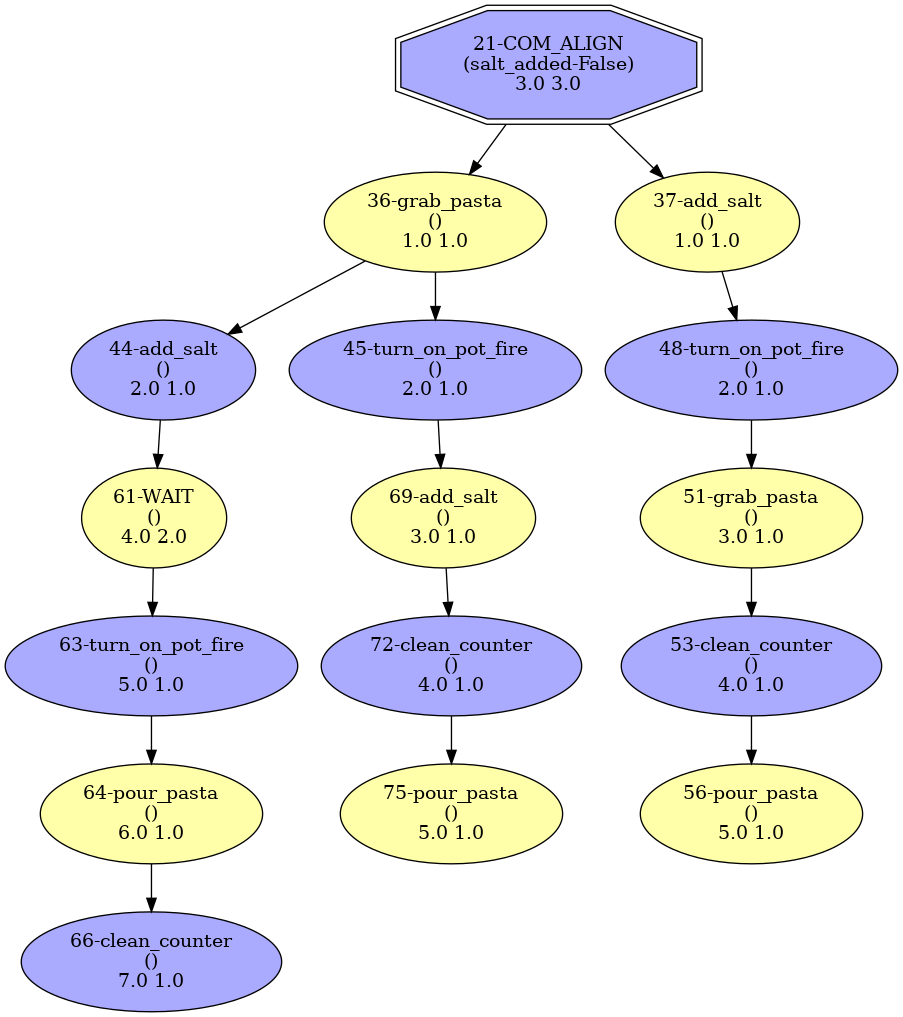 21-COM_ALIGN
(salt_added-False)
3.0 3.0
36-grab_pasta
()
1.0 1.0
37-add_salt
()
1.0 1.0
44-add_salt
()
2.0 1.0
45-turn_on_pot_fire
()
2.0 1.0
48-turn_on_pot_fire
()
2.0 1.0
61-WAIT
()
4.0 2.0
69-add_salt
()
3.0 1.0
51-grab_pasta
()
3.0 1.0
63-turn_on_pot_fire
()
5.0 1.0
72-clean_counter
()
4.0 1.0
53-clean_counter
()
4.0 1.0
64-pour_pasta
()
6.0 1.0
75-pour_pasta
()
5.0 1.0
56-pour_pasta
()
5.0 1.0
66-clean_counter
()
7.0 1.0